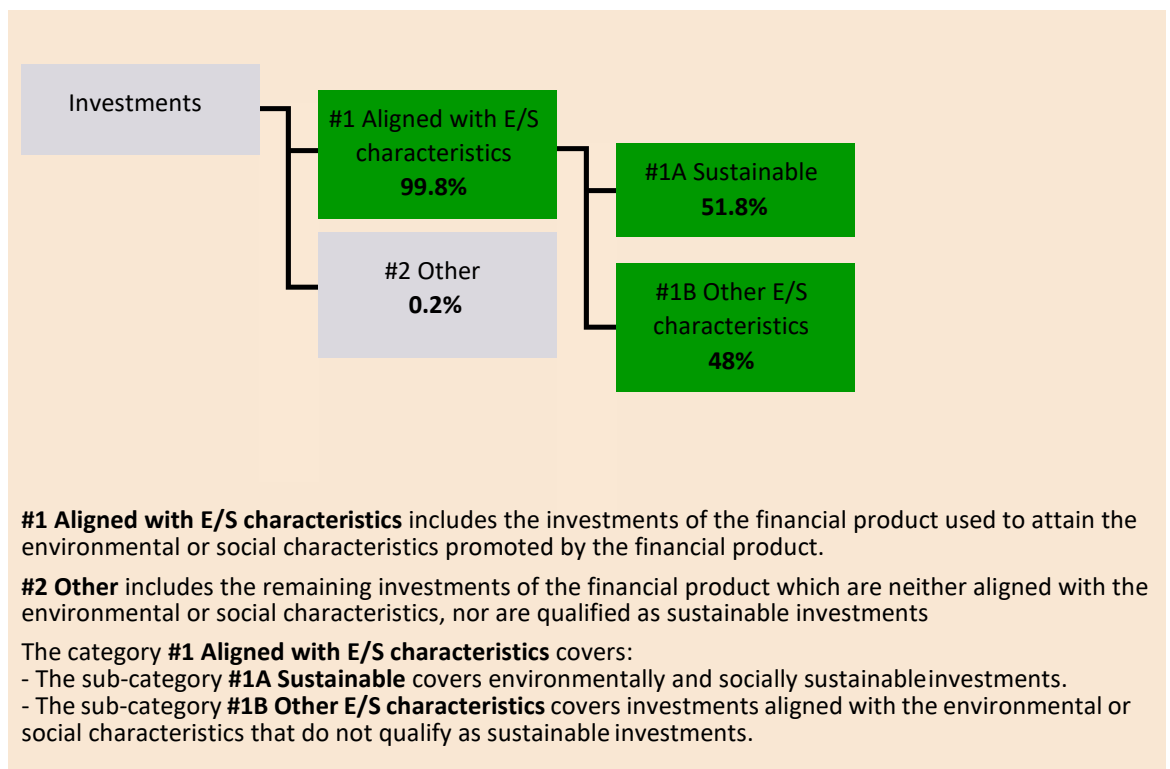 Investments
#1 Aligned with E/S
characteristics
99.8%
#1A Sustainable
51.8%
#2 Other
0.2%
#1B Other E/S
characteristics
48%
#1 Aligned with E/S characteristics includes the investments of the financial product used to attain the
environmental or social characteristics promoted by the financial product.
#2 Other includes the remaining investments of the financial product which are neither aligned with the
environmental or social characteristics, nor are qualified as sustainable investments
The category #1 Aligned with E/S characteristics covers:
- The sub-category #1A Sustainable covers environmentally and socially sustainable investments.
- The sub-category #1B Other E/S characteristics covers investments aligned with the environmental or
social characteristics that do not qualify as sustainable investments.